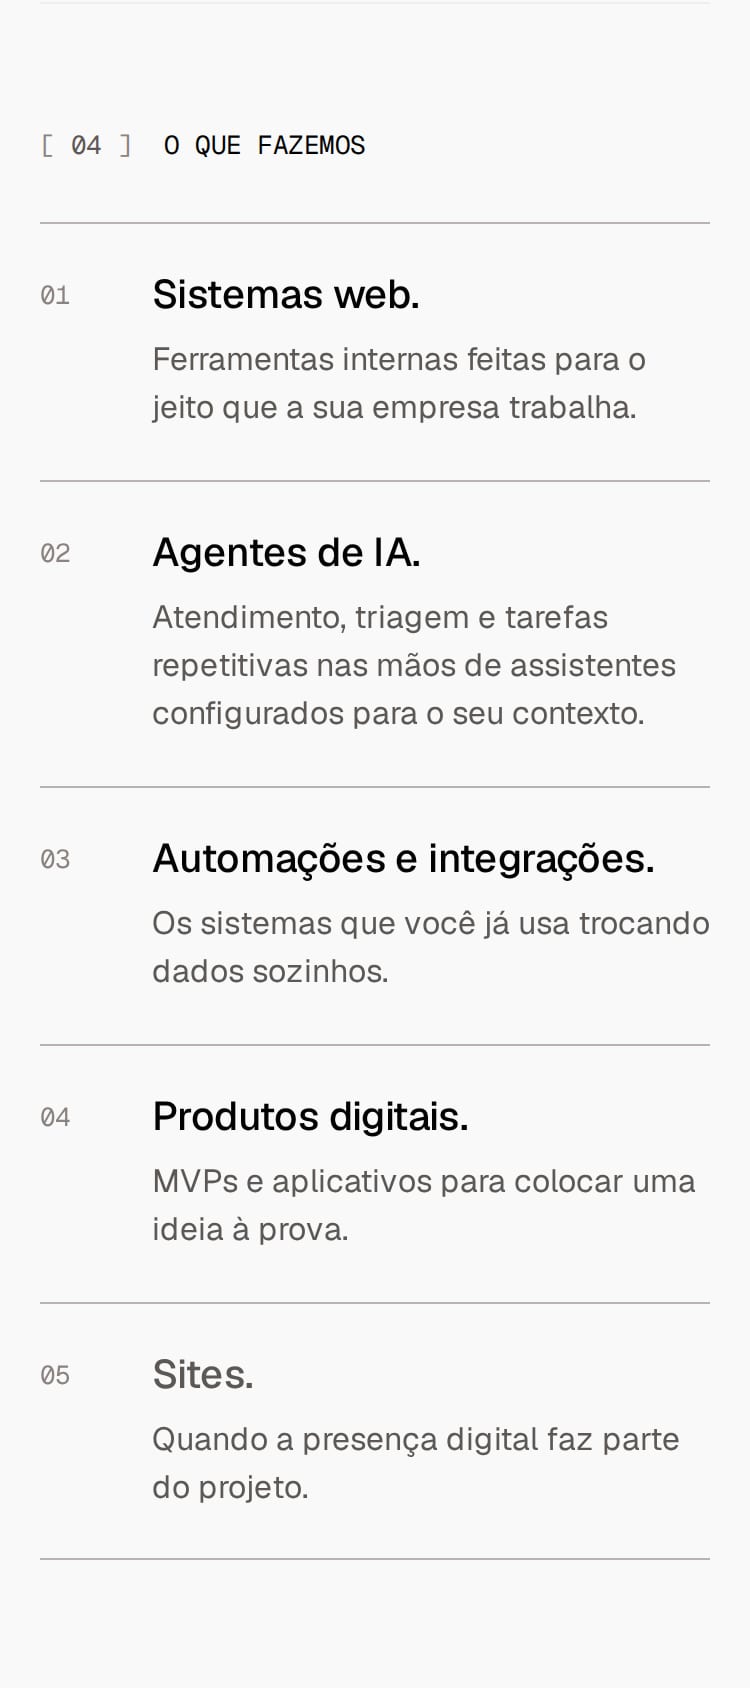 [ 04 ] O QUE FAZEMOS
01 Sistemas web.
Ferramentas internas feitas para o
jeito que a sua empresa trabalha.
02 Agentes de IA.
Atendimento, triagem e tarefas
repetitivas nas mãos de assistentes
configurados para o seu contexto.
03 Automações e integrações.
Os sistemas que você já usa trocando
dados sozinhos.
04 Produtos digitais.
MVPs e aplicativos para colocar uma
ideia à prova.
05 Sites.
Quando a presença digital faz parte
do projeto.